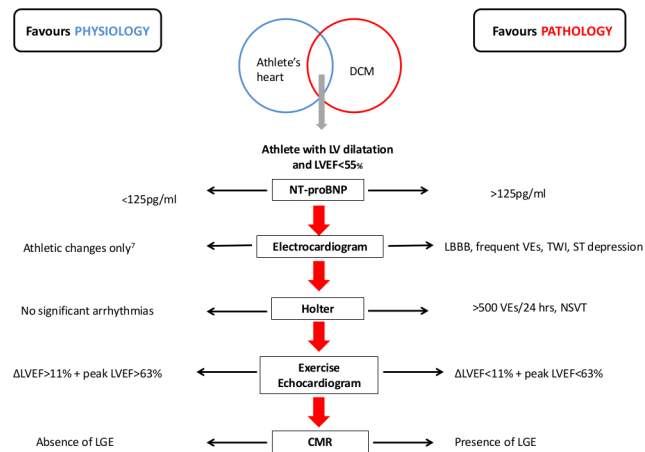 Favours PHYSIOLOGY
Favours PATHOLOGY
Athlete's
heart
DCM
Athlete with LV dilatation
and LVEF<55%
<125pg/ml
NT-proBNP
>125pg/ml
Athletic changes only⁷
Electrocardiogram
LBBB, frequent VEs, TWI, ST depression
No significant arrhythmias
Holter
>500 VEs/24 hrs, NSVT
ΔLVEF>11% + peak LVEF>63%
Exercise
Echocardiogram
ΔLVEF<11% + peak LVEF<63%
Absence of LGE
CMR
Presence of LGE